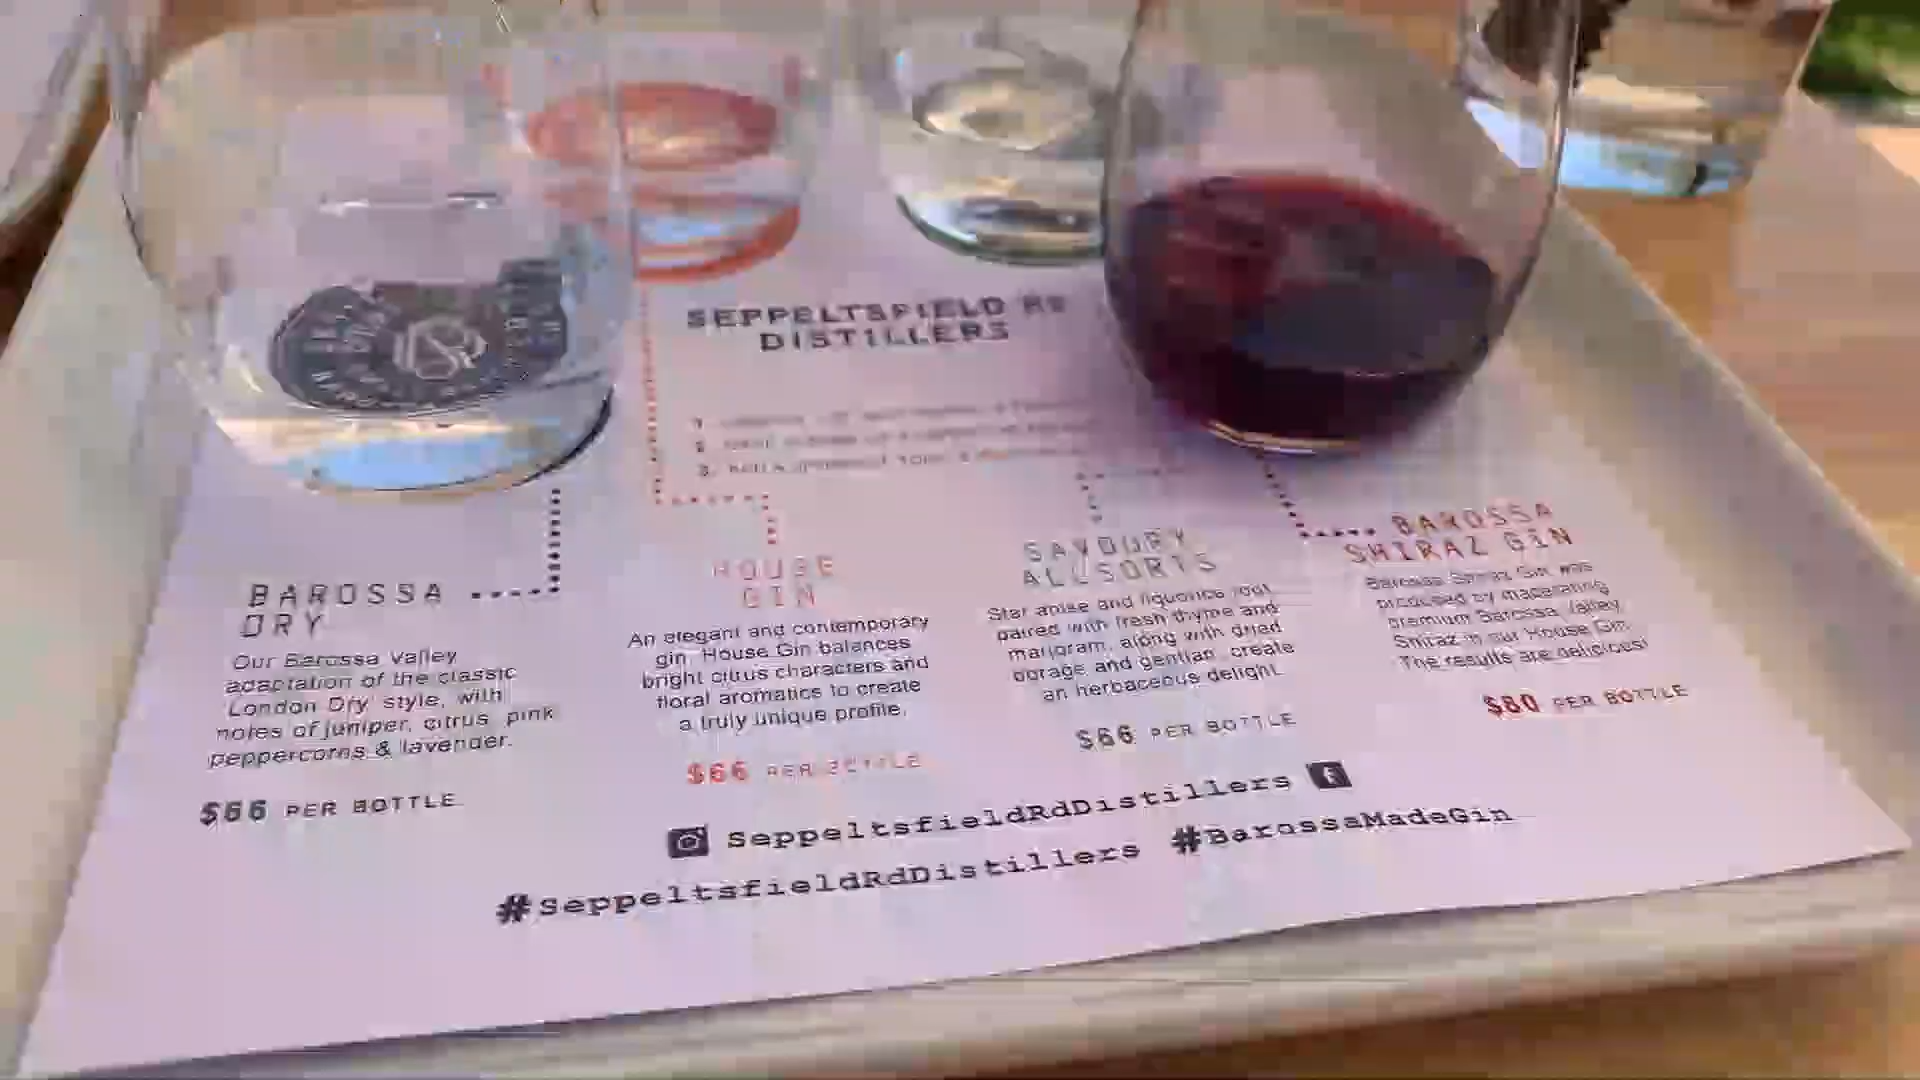 SEPPELTSFIELD RD
DISTILLERS
1.
2.
3.
BAROSSA
DRY
Our Barossa Valley
adaptation of the classic
London Dry style, with
notes of juniper, citrus, pink
peppercorns & lavender.
$66 PER BOTTLE
HOUSE
GIN
An elegant and contemporary
gin, House Gin balances
bright citrus characters and
floral aromatics to create
a truly unique profile.
$66 PER BOTTLE
SAVOURY
ALLSORTS
Star anise and liquorice root
paired with fresh thyme and
marjoram, along with dried
borage and gentian, create
an herbaceous delight.
$66 PER BOTTLE
BAROSSA
SHIRAZ GIN
Barossa Shiraz Gin was
produced by macerating
premium Barossa Valley
Shiraz in our House Gin.
The results are delicious!
$80 PER BOTTLE
SeppeltsfieldRdDistillers
#SeppeltsfieldRdDistillers #BarossaMadeGin